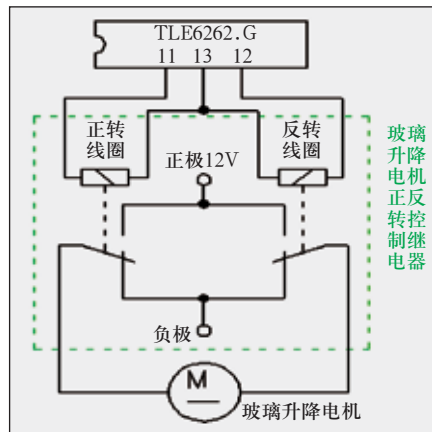 TLE6262.G
11 13 12
正转
线圈
反转
线圈
正极12V
玻璃升降电机正反转控制继电器
负极
M
玻璃升降电机